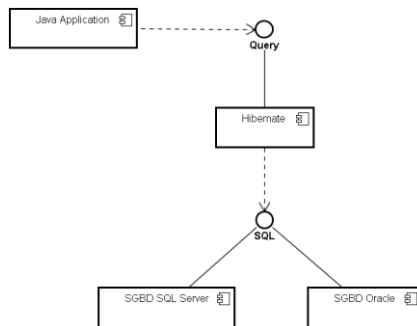 Java Application
Query
Hibernate
SQL
SGBD SQL Server
SGBD Oracle